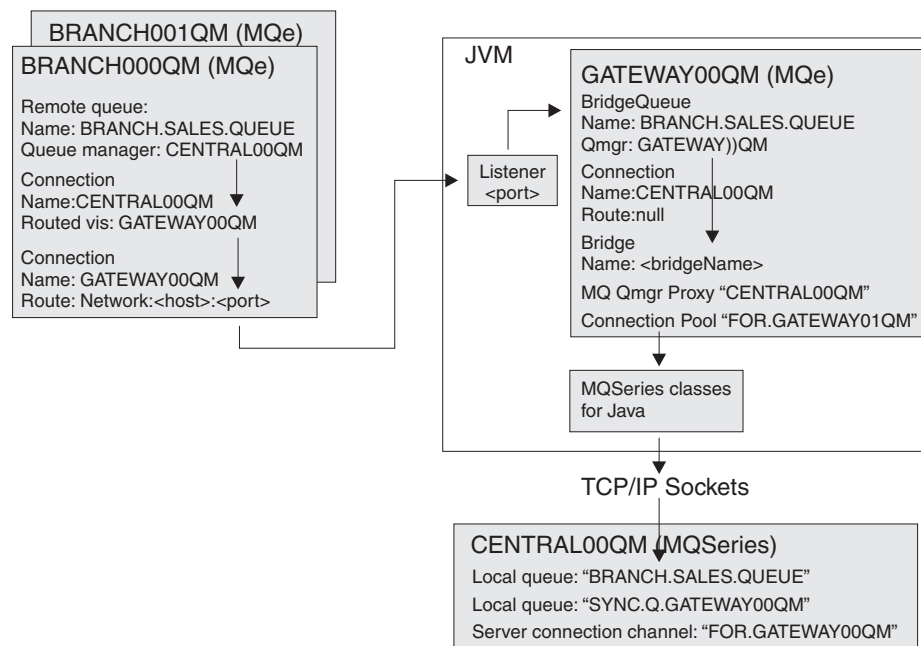 BRANCH001QM (MQe)
BRANCH000QM (MQe)
Remote queue:
Name: BRANCH.SALES.QUEUE
Queue manager: CENTRAL00QM
Connection
Name:CENTRAL00QM
Routed vis: GATEWAY00QM
Connection
Name: GATEWAY00QM
Route: Network:<host>:<port>
JVM
Listener
<port>
GATEWAY00QM (MQe)
BridgeQueue
Name: BRANCH.SALES.QUEUE
Qmgr: GATEWAY))QM
Connection
Name:CENTRAL00QM
Route:null
Bridge
Name: <bridgeName>
MQ Qmgr Proxy “CENTRAL00QM”
Connection Pool “FOR.GATEWAY01QM”
MQSeries classes
for Java
TCP/IP Sockets
CENTRAL00QM (MQSeries)
Local queue: “BRANCH.SALES.QUEUE”
Local queue: “SYNC.Q.GATEWAY00QM”
Server connection channel: “FOR.GATEWAY00QM”